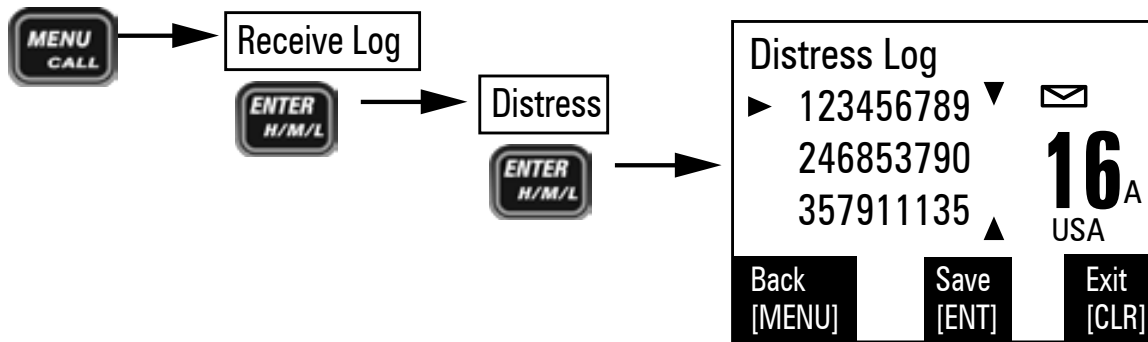 MENU
CALL
Receive Log
ENTER
H/M/L
Distress
ENTER
H/M/L
Distress Log
123456789
246853790
357911135
16A
USA
Back
[MENU]
Save
[ENT]
Exit
[CLR]